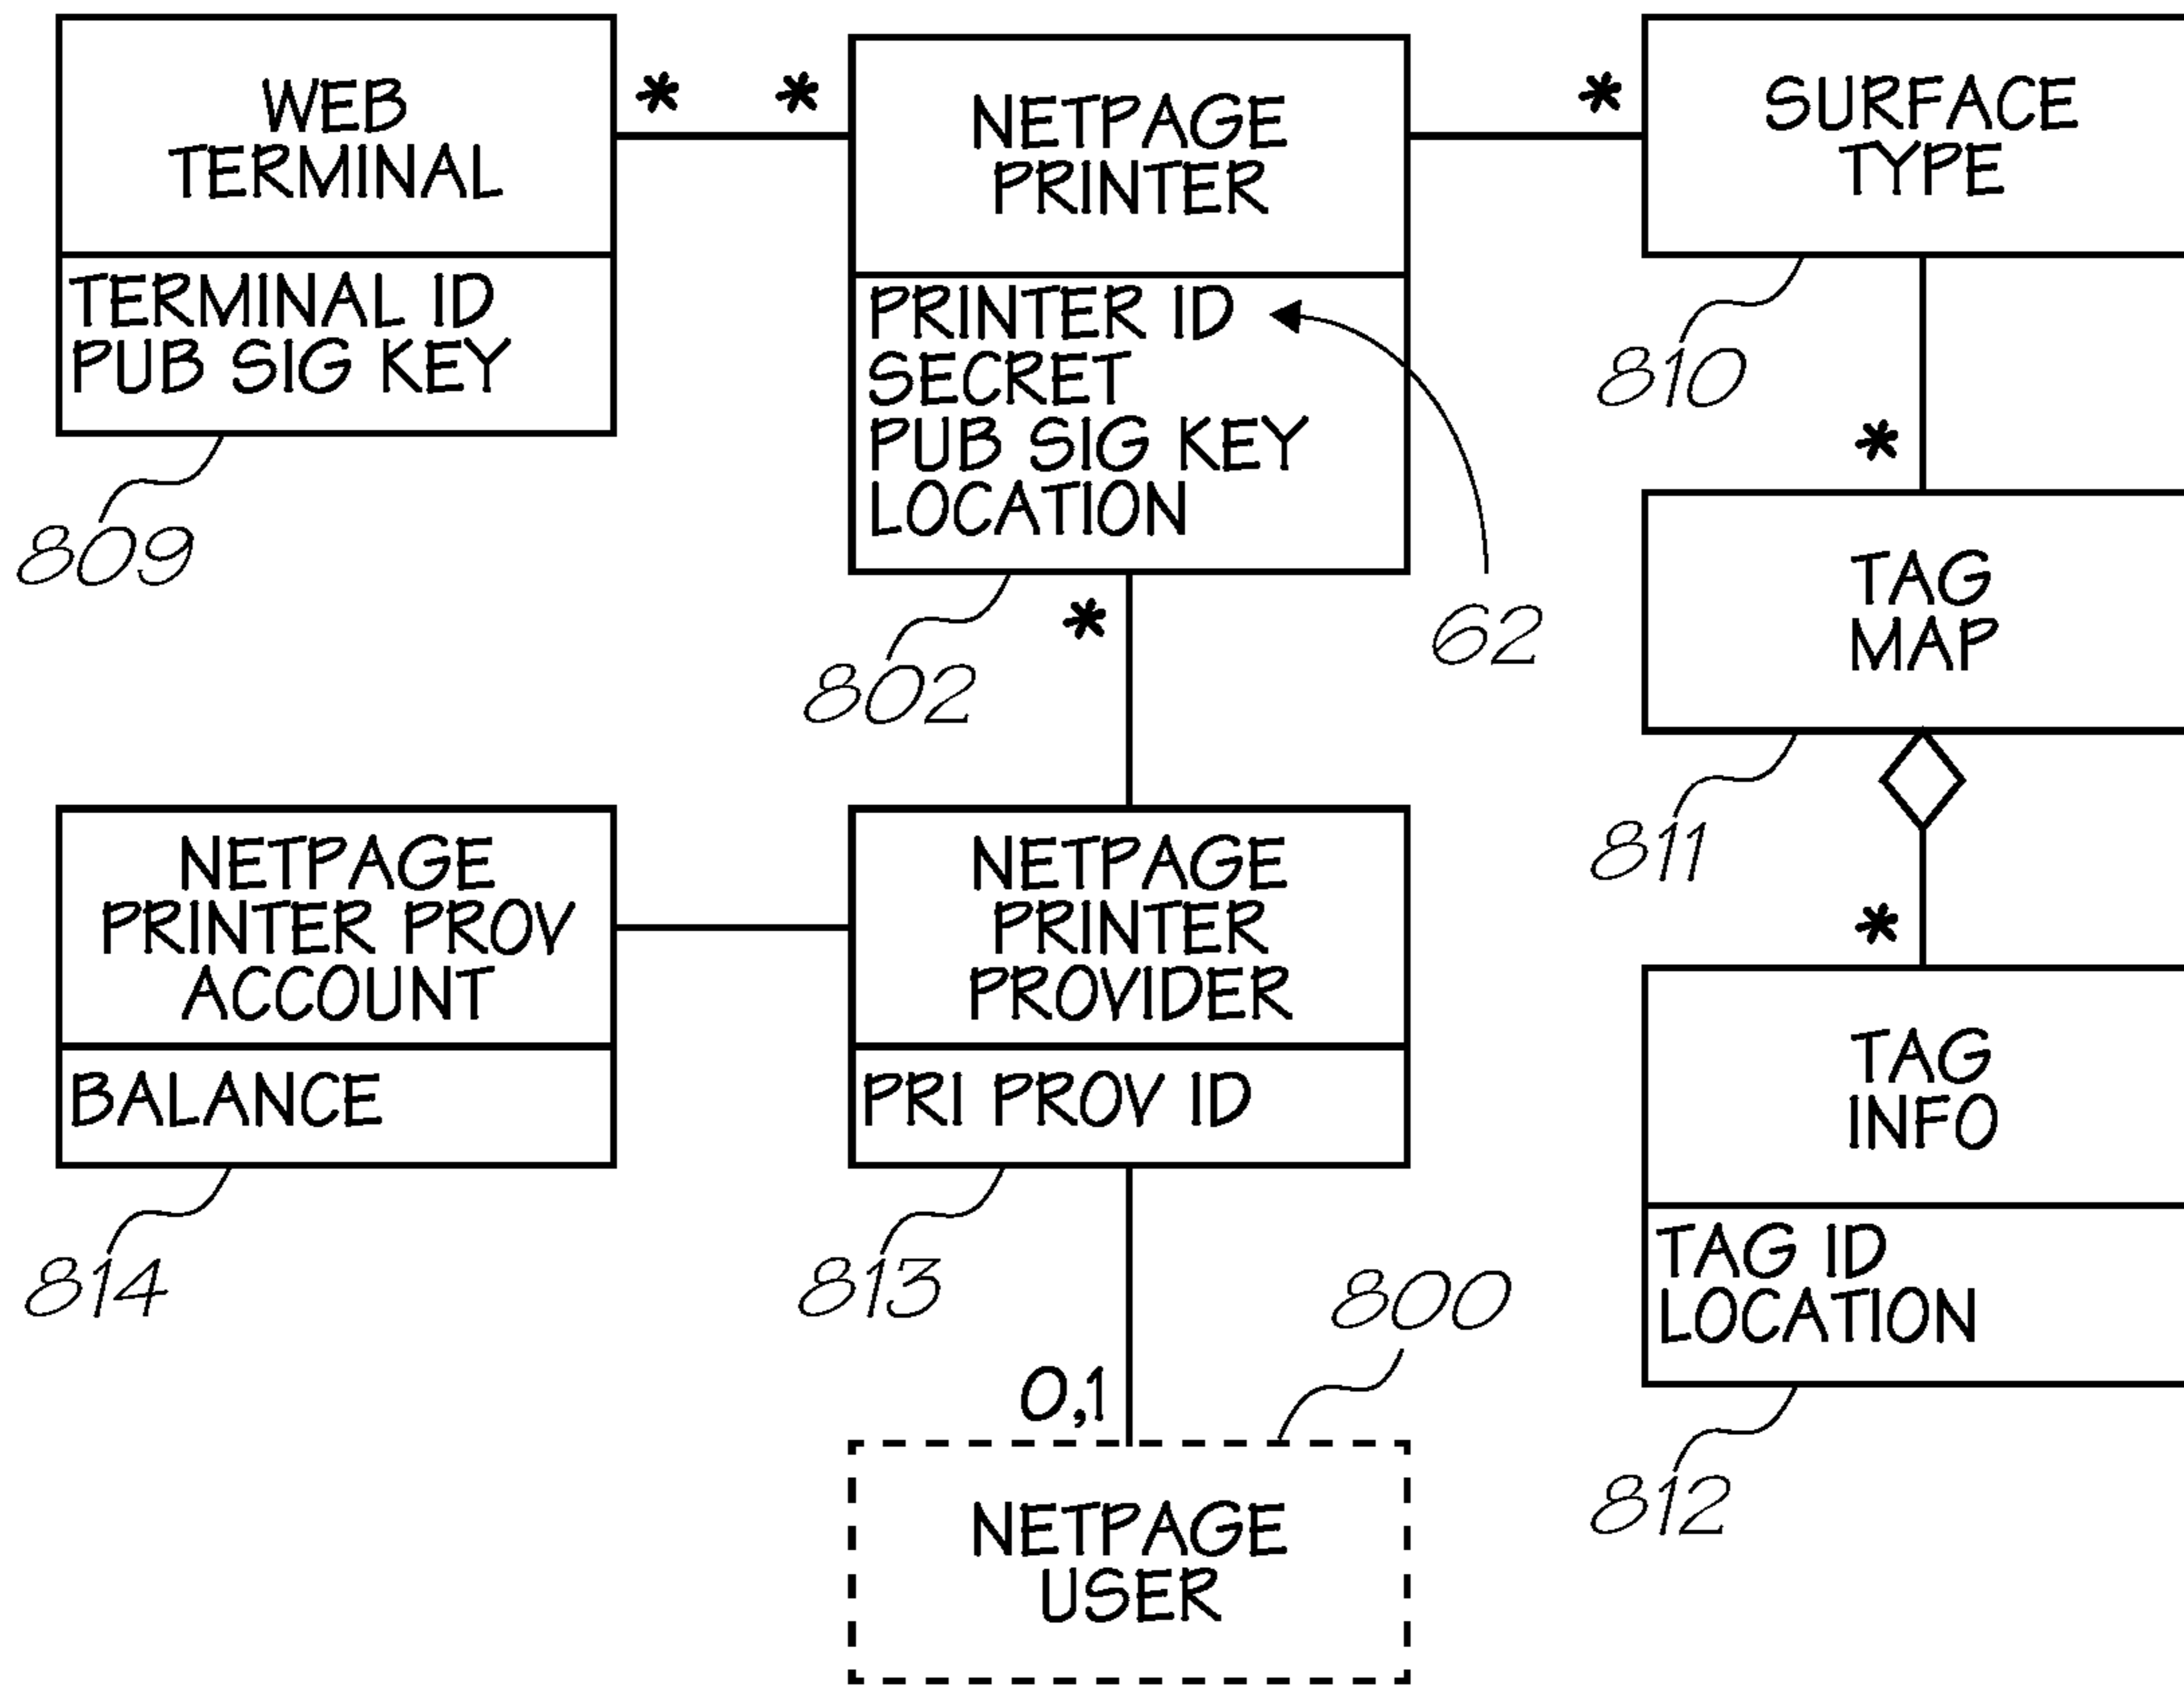 WEB
TERMINAL
TERMINAL ID
PUB SIG KEY
809
*
*
NETPAGE
PRINTER
PRINTER ID
SECRET
PUB SIG KEY
LOCATION
802
62
*
*
SURFACE
TYPE
810
*
TAG
MAP
811
*
TAG
INFO
TAG ID
LOCATION
812
NETPAGE
PRINTER PROV
ACCOUNT
BALANCE
814
NETPAGE
PRINTER
PROVIDER
PRI PROV ID
813
800
0,1
NETPAGE
USER